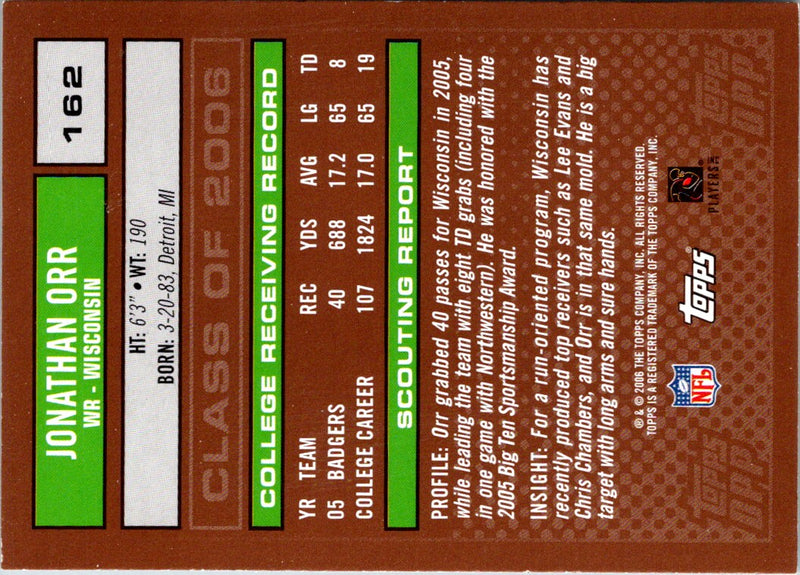 162
JONATHAN ORR
WR - WISCONSIN
HT: 6'3" • WT: 190
BORN: 3-20-83, Detroit, MI
CLASS OF 2006
COLLEGE RECEIVING RECORD
YR TEAM REC YDS AVG LG TD
05 BADGERS 40 688 17.2 65 8
COLLEGE CAREER 107 1824 17.0 65 19
SCOUTING REPORT
PROFILE: Orr grabbed 40 passes for Wisconsin in 2005,
while leading the team with eight TD grabs (including four
in one game with Northwestern). He was honored with the
2005 Big Ten Sportsmanship Award.
INSIGHT: For a run-oriented program, Wisconsin has
recently produced top receivers such as Lee Evans and
Chris Chambers, and Orr is in that same mold. He is a big
target with long arms and sure hands.
® & © 2006 THE TOPPS COMPANY, INC. ALL RIGHTS RESERVED.
TOPPS IS A REGISTERED TRADEMARK OF THE TOPPS COMPANY, INC.
NFL
topps
PLAYERS INC
topps
DPP
topps
DPP